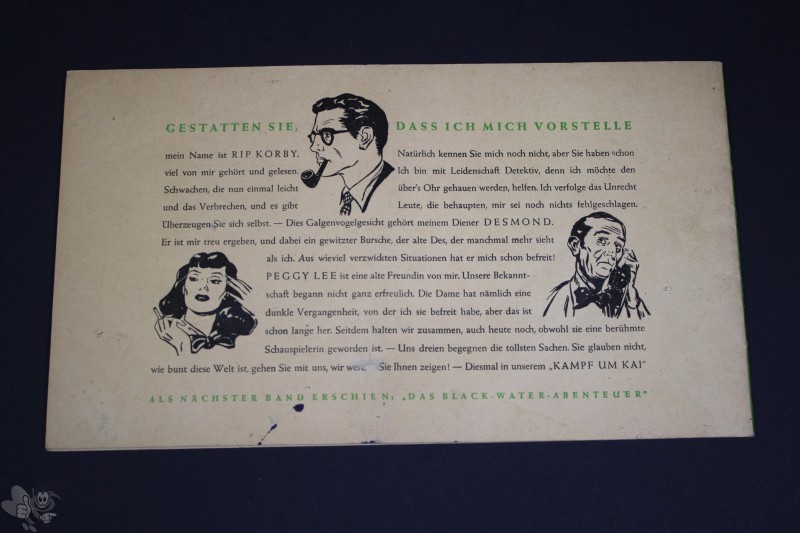 GESTATTEN SIE, DASS ICH MICH VORSTELLE
mein Name ist RIP KORBY. Natürlich kennen Sie mich noch nicht, aber Sie haben schon
viel von mir gehört und gelesen. Ich bin mit Leidenschaft Detektiv, denn ich möchte den
Schwachen, die nun einmal leicht über's Ohr gehauen werden, helfen. Ich verfolge das Unrecht
und das Verbrechen, und es gibt Leute, die behaupten, mir sei noch nichts fehlgeschlagen.
Überzeugen Sie sich selbst. — Dies Galgenvogelgesicht gehört meinem Diener DESMOND.
Er ist mir treu ergeben, und dabei ein gewitzter Bursche, der alte Des, der manchmal mehr sieht
als ich. Aus wieviel verzwickten Situationen hat er mich schon befreit!
PEGGY LEE ist eine alte Freundin von mir. Unsere Bekannt-
schaft begann nicht ganz erfreulich. Die Dame hat nämlich eine
dunkle Vergangenheit, von der ich sie befreit habe, aber das ist
schon lange her. Seitdem halten wir zusammen, auch heute noch, obwohl sie eine berühmte
Schauspielerin geworden ist. — Uns dreien begegnen die tollsten Sachen. Sie glauben nicht,
wie bunt diese Welt ist, gehen Sie mit uns, wir Sie Ihnen zeigen! — Diesmal in unserem „KAMPF UM KAI“
ALS NÄCHSTER BAND ERSCHIEN: „DAS BLACK-WATER-ABENTEUER“